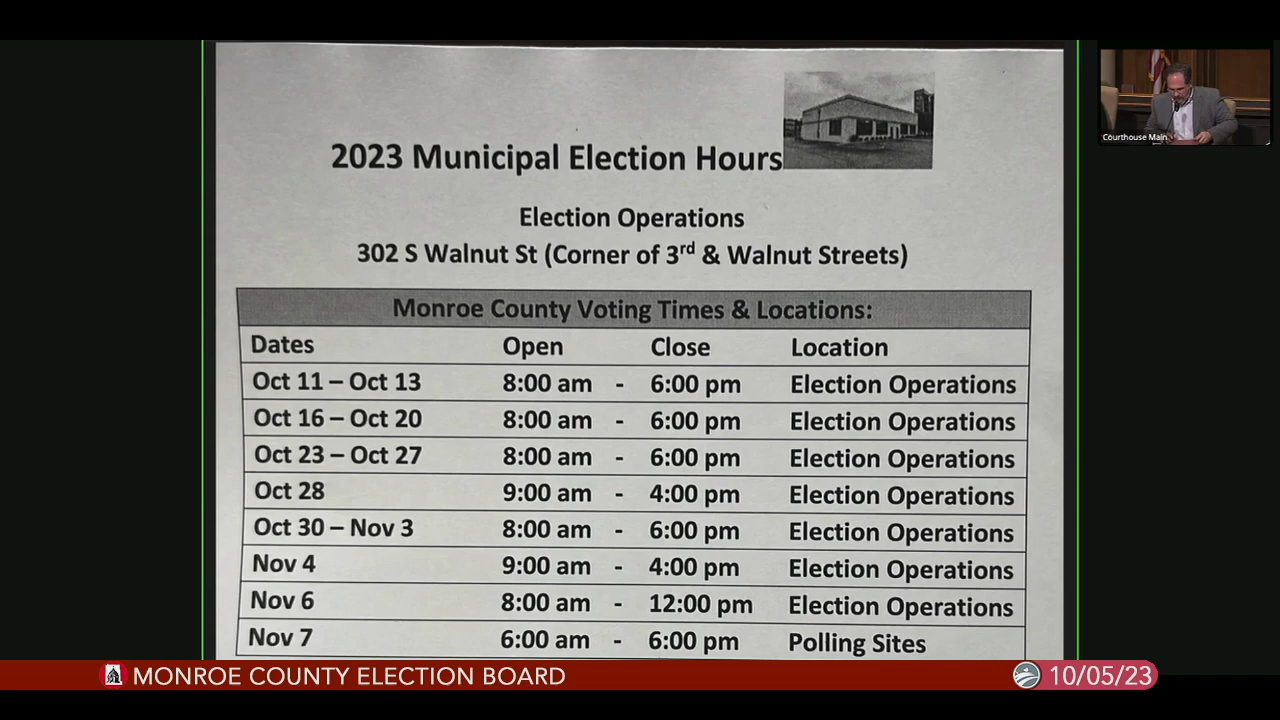 2023 Municipal Election Hours
Election Operations
302 S Walnut St (Corner of 3rd & Walnut Streets)
Monroe County Voting Times & Locations:
Dates Open Close Location
Oct 11 – Oct 13 8:00 am - 6:00 pm Election Operations
Oct 16 – Oct 20 8:00 am - 6:00 pm Election Operations
Oct 23 – Oct 27 8:00 am - 6:00 pm Election Operations
Oct 28 9:00 am - 4:00 pm Election Operations
Oct 30 – Nov 3 8:00 am - 6:00 pm Election Operations
Nov 4 9:00 am - 4:00 pm Election Operations
Nov 6 8:00 am - 12:00 pm Election Operations
Nov 7 6:00 am - 6:00 pm Polling Sites
Courthouse Main
MONROE COUNTY ELECTION BOARD
10/05/23